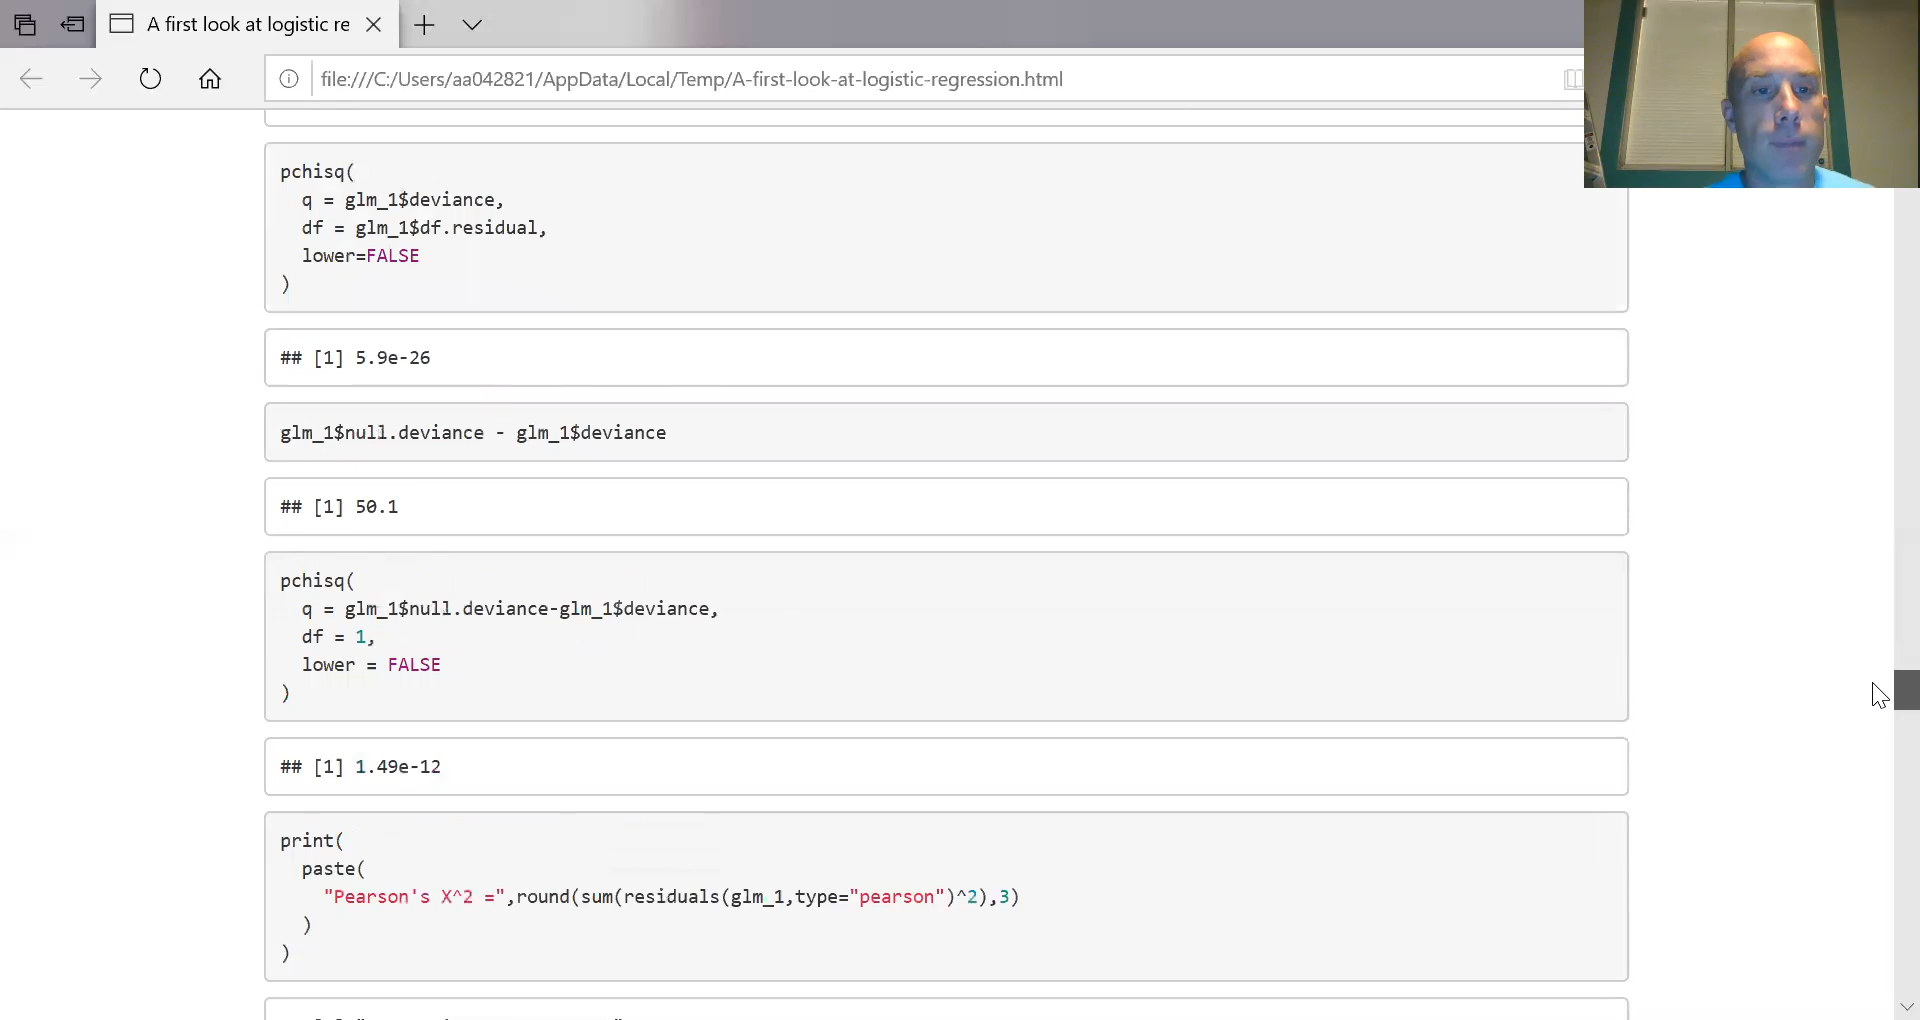 A first look at logistic re
file:///C:/Users/aa042821/AppData/Local/Temp/A-first-look-at-logistic-regression.html
pchisq(
  q = glm_1$deviance,
  df = glm_1$df.residual,
  lower=FALSE
)
## [1] 5.9e-26
glm_1$null.deviance - glm_1$deviance
## [1] 50.1
pchisq(
  q = glm_1$null.deviance-glm_1$deviance,
  df = 1,
  lower = FALSE
)
## [1] 1.49e-12
print(
  paste(
    "Pearson's X^2 =",round(sum(residuals(glm_1,type="pearson")^2),3)
  )
)